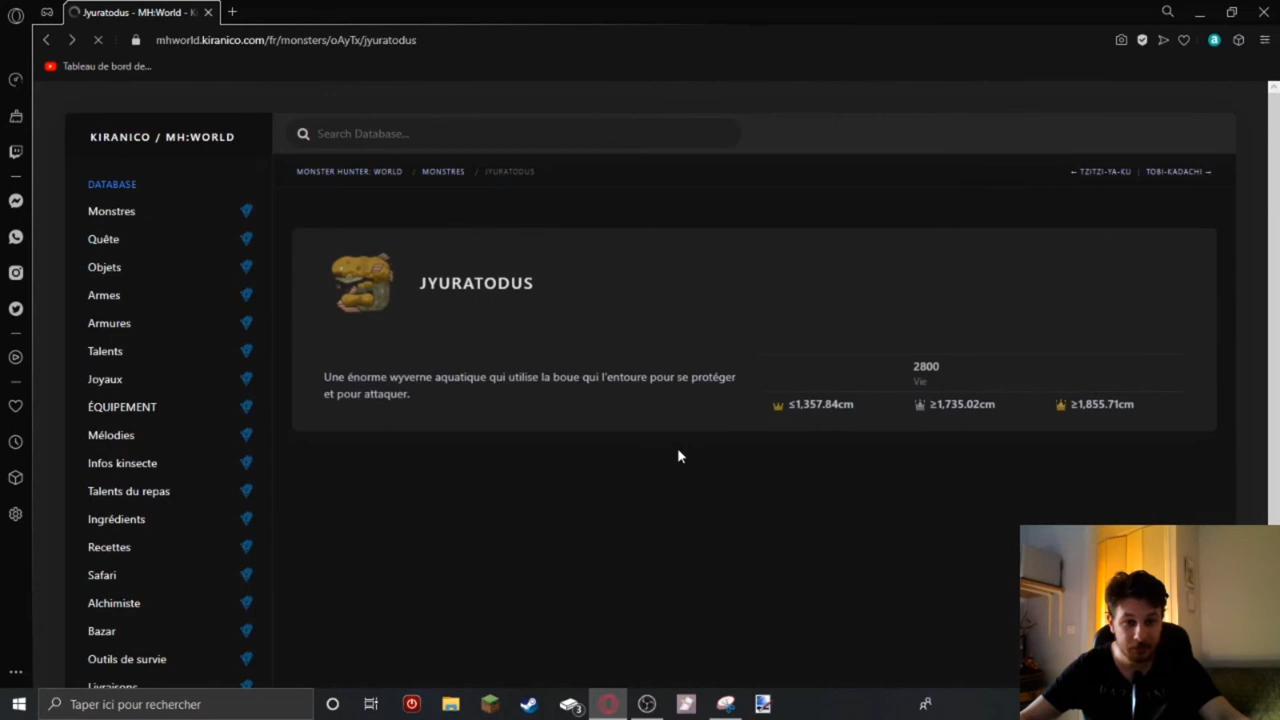 Jyuratodus - MH:World - Ki
mhworld.kiranico.com/fr/monsters/oAyTx/jyuratodus
Tableau de bord de...
KIRANICO / MH:WORLD
Search Database...
MONSTER HUNTER: WORLD / MONSTRES / JYURATODUS
← TZITZI-YA-KU | TOBI-KADACHI →
DATABASE
Monstres
Quête
Objets
Armes
Armures
Talents
Joyaux
ÉQUIPEMENT
Mélodies
Infos kinsecte
Talents du repas
Ingrédients
Recettes
Safari
Alchimiste
Bazar
Outils de survie
Livraisons
JYURATODUS
Une énorme wyverne aquatique qui utilise la boue qui l'entoure pour se protéger
et pour attaquer.
2800
Vie
≤1,357.84cm
≥1,735.02cm
≥1,855.71cm
Taper ici pour rechercher
3